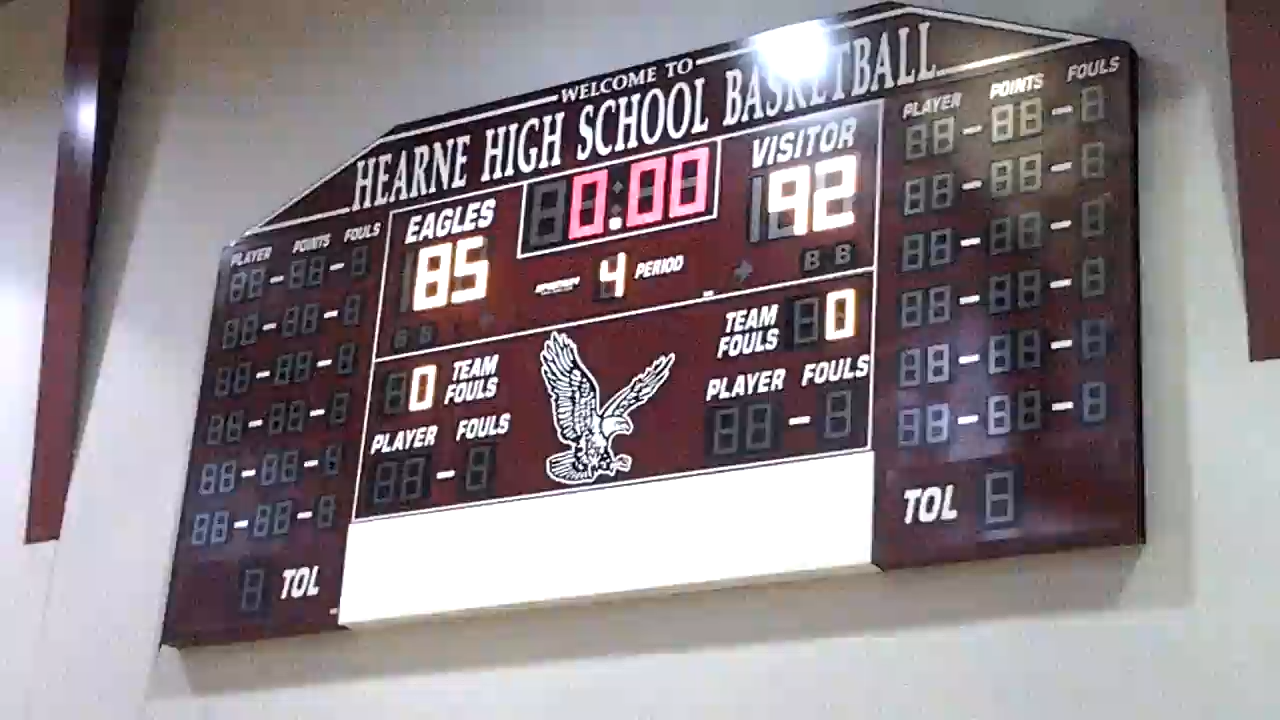 WELCOME TO
HEARNE HIGH SCHOOL BASKETBALL
PLAYER POINTS FOULS
EAGLES
85
0.00
VISITOR
92
PLAYER POINTS FOULS
4 PERIOD
0 TEAM FOULS
TEAM FOULS 0
PLAYER FOULS
PLAYER FOULS
TOL
TOL